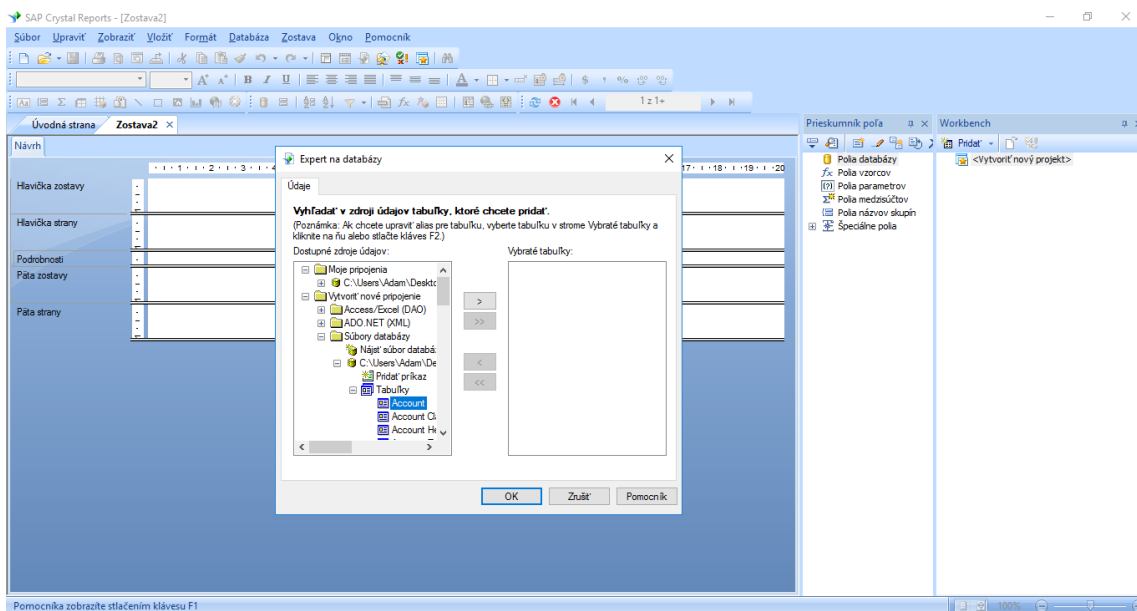 SAP Crystal Reports - [Zostava2]
Súbor Upraviť Zobraziť Vložiť Formát Databáza Zostava Okno Pomocník
1 z 1+
Úvodná strana Zostava2
Návrh
Hlavička zostavy
Hlavička strany
Podrobnosti
Päta zostavy
Päta strany
Expert na databázy
Údaje
Vyhľadať v zdroji údajov tabuľky, ktoré chcete pridať.
(Poznámka: Ak chcete upraviť alias pre tabuľku, vyberte tabuľku v strome Vybraté tabuľky a
kliknite na ňu alebo stlačte kláves F2.)
Dostupné zdroje údajov:
Vybraté tabuľky:
Moje pripojenia
C:\Users\Adam\Deskto
Vytvoriť nové pripojenie
Access/Excel (DAO)
ADO.NET (XML)
Súbory databázy
Nájsť súbor databá
C:\Users\Adam\De
Pridať príkaz
Tabuľky
Account
Account Cl
Account He
>
>>
<
<<
OK Zrušiť Pomocník
Prieskumník poľa
Polia databázy
Polia vzorcov
Polia parametrov
Polia medzisúčtov
Polia názvov skupín
Špeciálne polia
Workbench
Pridať
<Vytvoriť nový projekt>
Pomocníka zobrazíte stlačením klávesu F1
100%